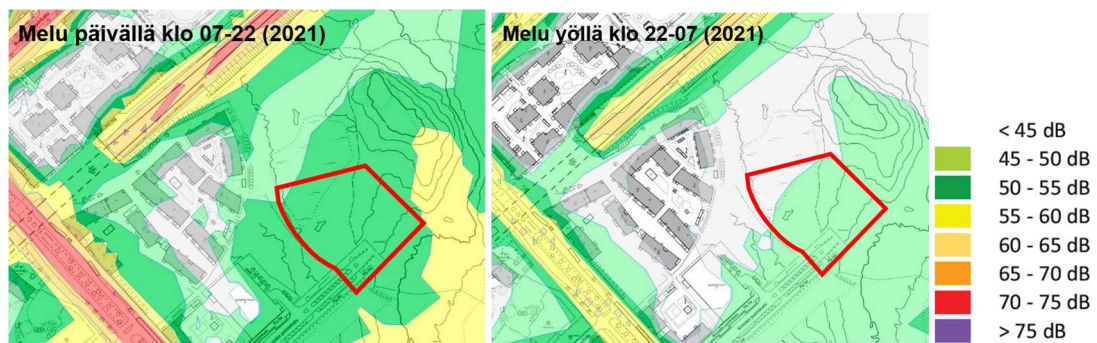 Melu päivällä klo 07-22 (2021)
Melu yöllä klo 22-07 (2021)
< 45 dB
45 - 50 dB
50 - 55 dB
55 - 60 dB
60 - 65 dB
65 - 70 dB
70 - 75 dB
> 75 dB